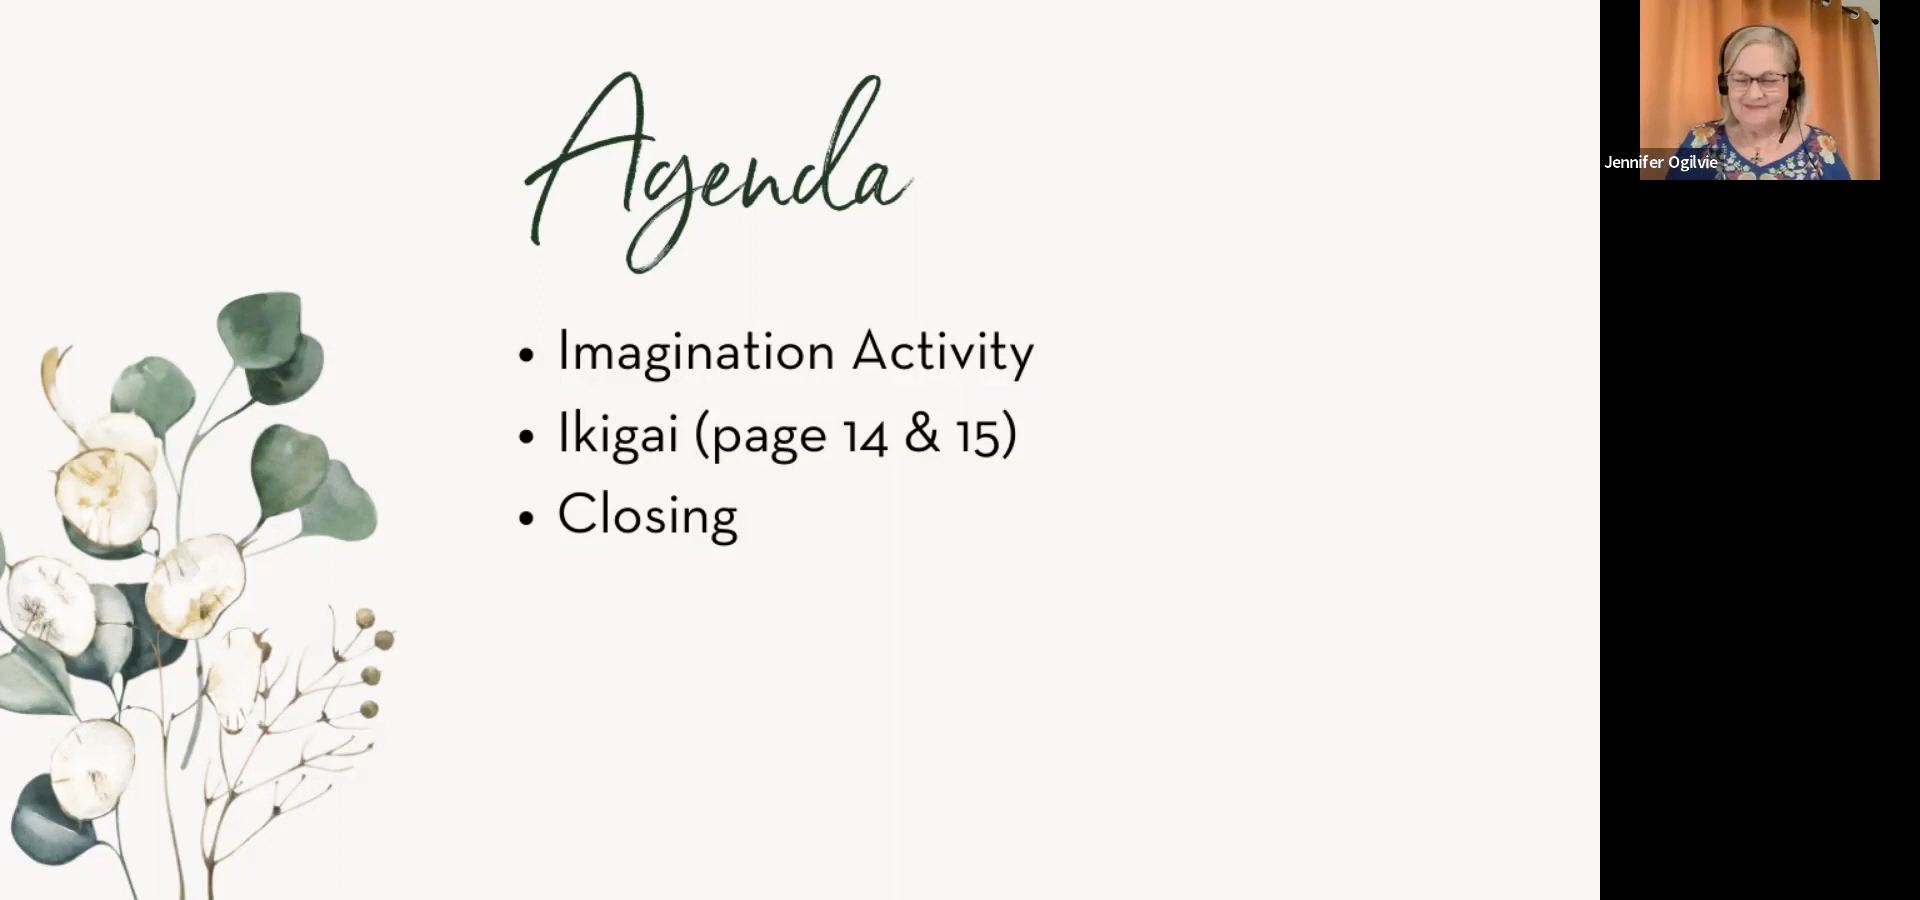 Agenda
• Imagination Activity
• Ikigai (page 14 & 15)
• Closing
Jennifer Ogilvie